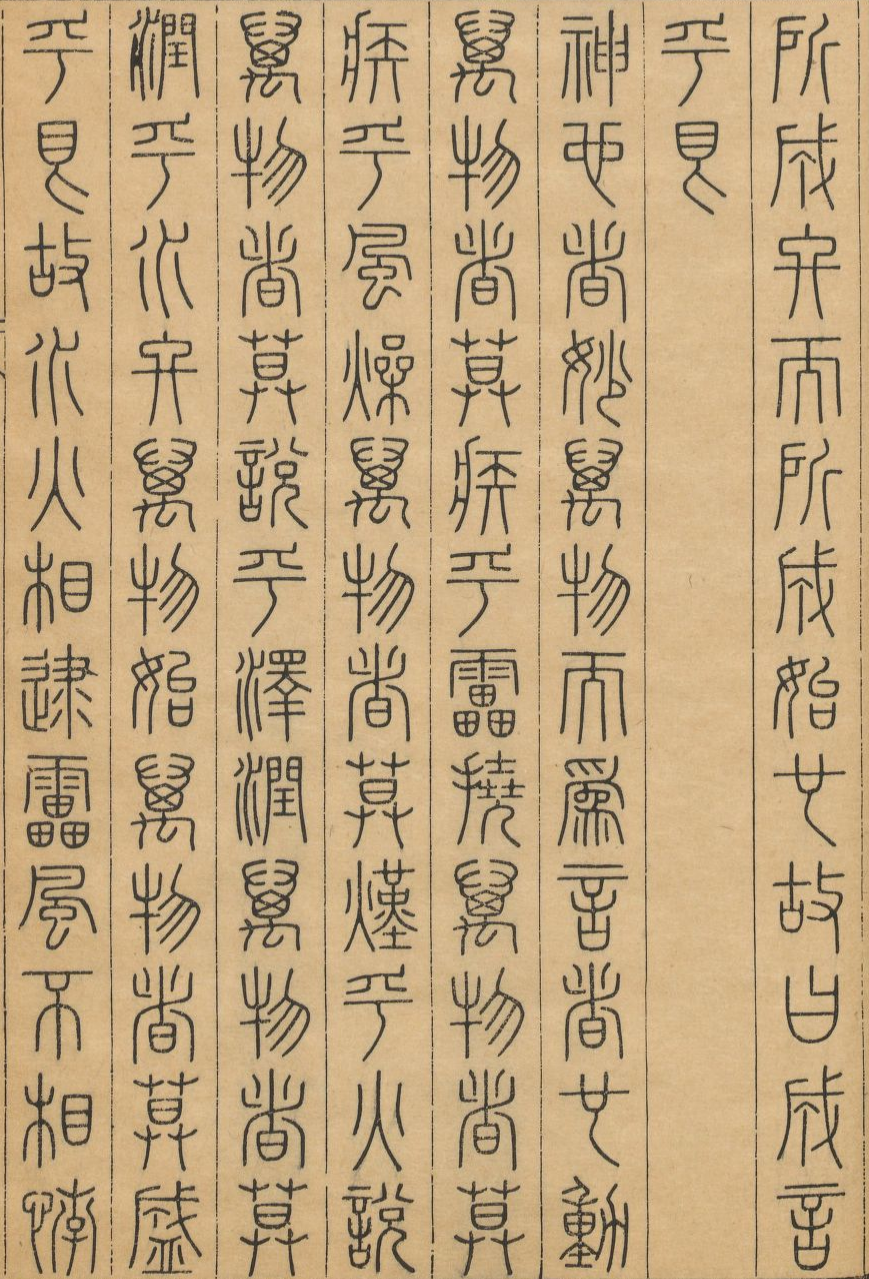 所成終而所成始也故曰成言
乎艮
神也者妙萬物而為言者也動
萬物者莫疾乎雷撓萬物者莫
疾乎風燥萬物者莫熯乎火說
萬物者莫說乎澤潤萬物者莫
潤乎水終萬物始萬物者莫盛
乎艮故水火相逮雷風不相悖